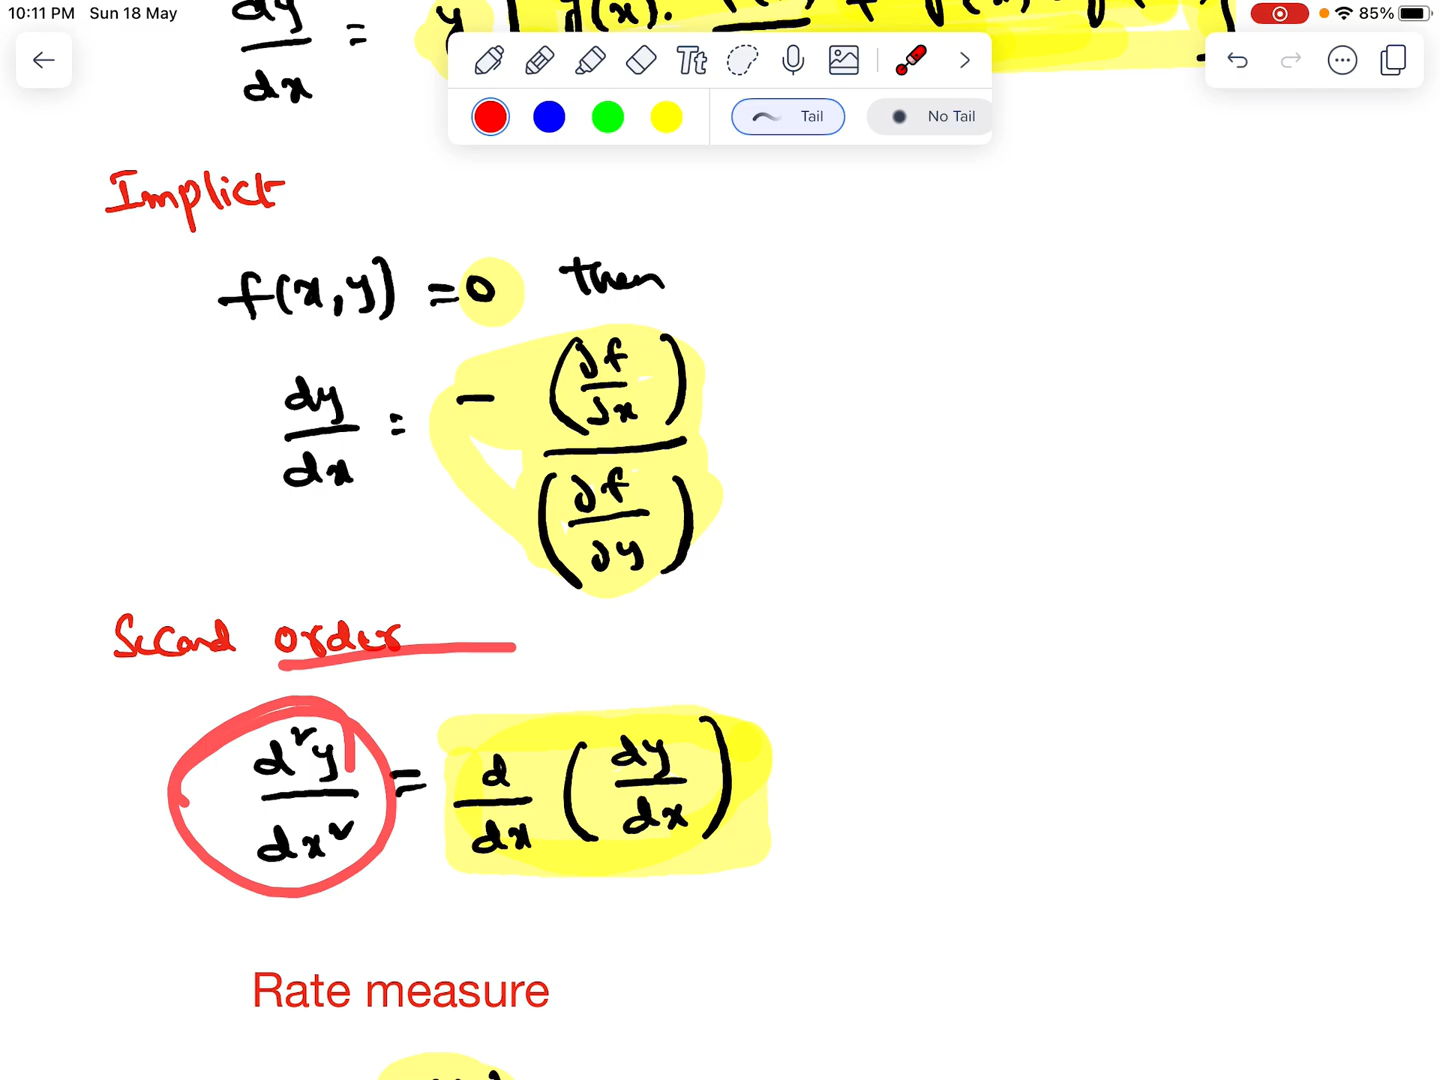 10:11 PM Sun 18 May 85%
dy/dx = y
Tt
Tail No Tail
Implict
f(x,y) = 0 then
dy/dx = - (∂f/∂x) / (∂f/∂y)
Second order
d²y/dx² = d/dx (dy/dx)
Rate measure